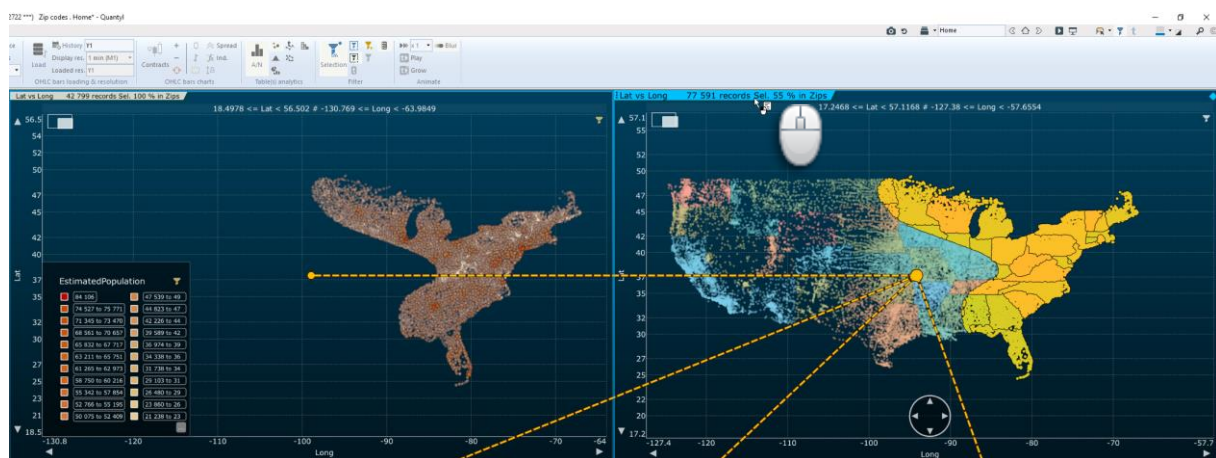 2722 ***) Zip codes . Home* - Quantyl
Home
History Y1
Display res. 1 min (M1)
Loaded res. Y1
Load
OHLC bars loading & resolution
Contracts
Spread
Ind.
OHLC bars charts
A/N
Table(s) analytics
Selection
Filter
x 1 Blur
Play
Grow
Animate
Lat vs Long 42 799 records Sel. 100 % in Zips
18.4978 <= Lat < 56.502 # -130.769 <= Long < -63.9849
56.5
54
52
50
47
45
42
40
37
35
32
30
27
25
23
21
18.5
Lat
EstimatedPopulation
84 106
47 539 to 49
74 527 to 75 771
44 823 to 47
71 345 to 73 470
42 226 to 44
68 561 to 70 657
39 589 to 42
65 832 to 67 717
36 974 to 39
63 211 to 65 751
34 338 to 36
61 265 to 62 973
31 738 to 34
58 750 to 60 216
29 103 to 31
55 342 to 57 854
26 480 to 29
52 766 to 55 195
23 860 to 26
50 075 to 52 409
21 238 to 23
-130.8 -120 -110 -100 -90 -80 -70 -64
Long
!Lat vs Long 77 591 records Sel. 55 % in Zips
17.2468 <= Lat < 57.1168 # -127.38 <= Long < -57.6554
57.1
55
52
50
47
45
42
40
37
35
32
30
27
25
22
20
17.2
Lat
-127.4 -120 -110 -100 -90 -80 -70 -57.7
Long